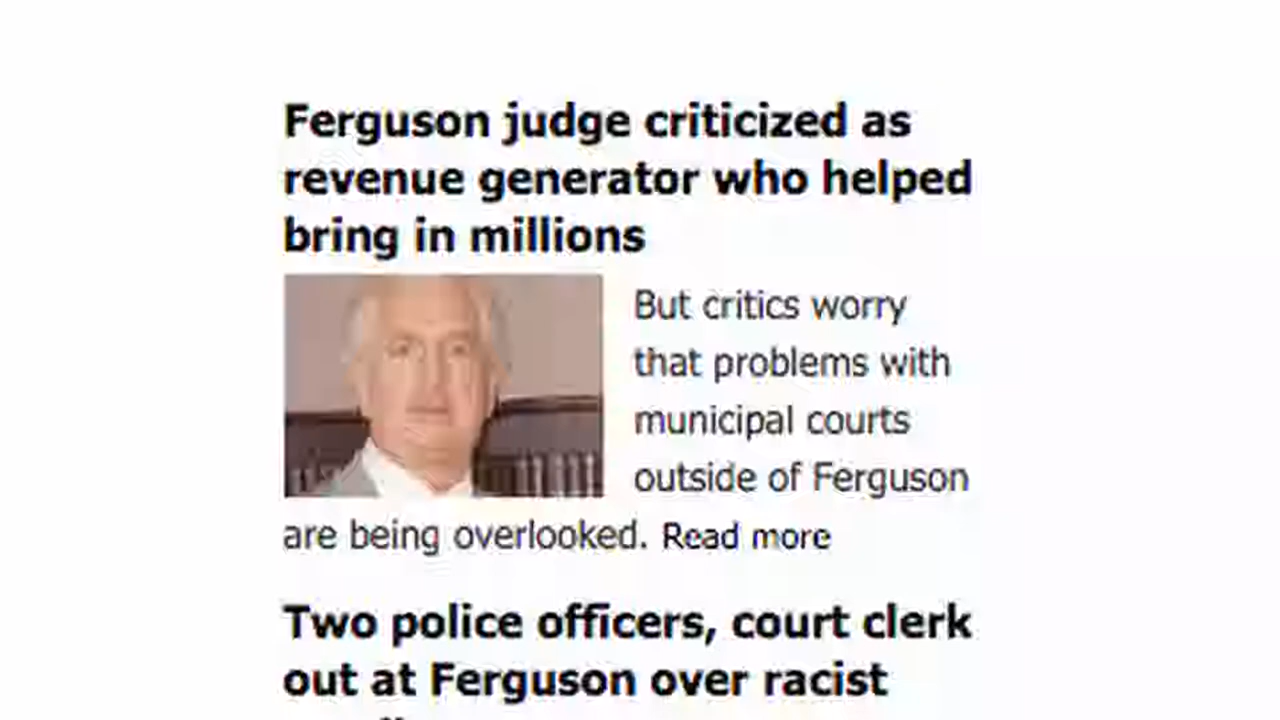 Ferguson judge criticized as
revenue generator who helped
bring in millions
But critics worry
that problems with
municipal courts
outside of Ferguson
are being overlooked. Read more
Two police officers, court clerk
out at Ferguson over racist